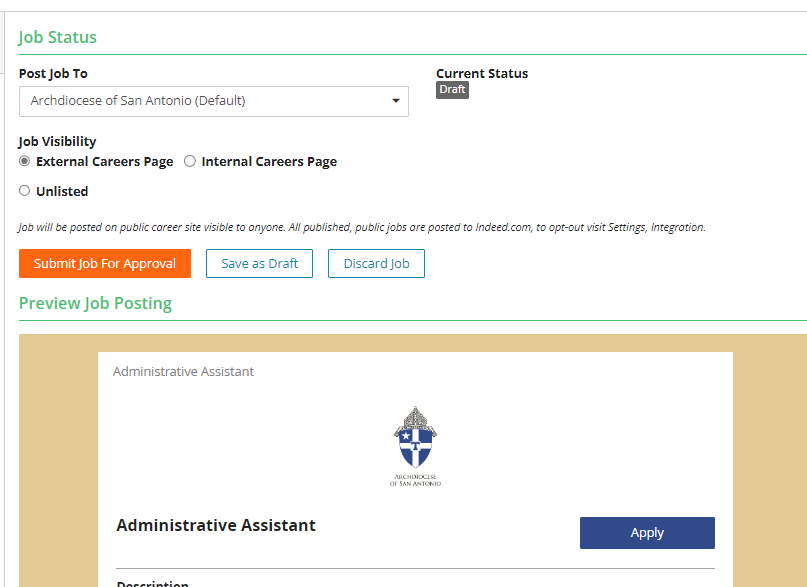 Job Status
Post Job To
Current Status
Archdiocese of San Antonio (Default)
Draft
Job Visibility
External Careers Page Internal Careers Page
Unlisted
Job will be posted on public career site visible to anyone. All published, public jobs are posted to Indeed.com, to opt-out visit Settings, Integration.
Submit Job For Approval Save as Draft Discard Job
Preview Job Posting
Administrative Assistant
ARCHDIOCESE
OF SAN ANTONIO
Administrative Assistant
Apply
Description